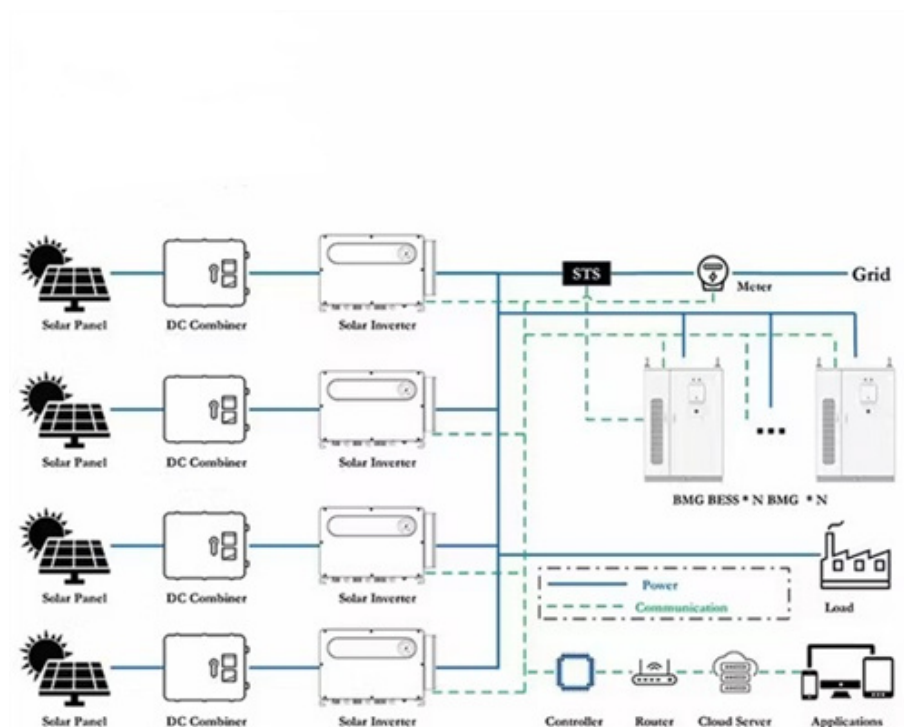 STS
Grid
Meter
Solar Panel DC Combiner Solar Inverter
Solar Panel DC Combiner Solar Inverter
BMG BESS * N BMG * N
Solar Panel DC Combiner Solar Inverter
Power
Communication
Load
Solar Panel DC Combiner Solar Inverter
Controller Router Cloud Server Applications